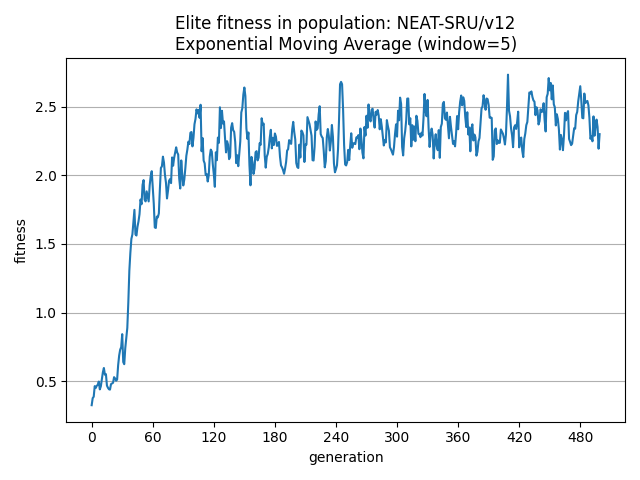 Elite fitness in population: NEAT-SRU/v12
Exponential Moving Average (window=5)
fitness
2.5
2.0
1.5
1.0
0.5
0 60 120 180 240 300 360 420 480
generation